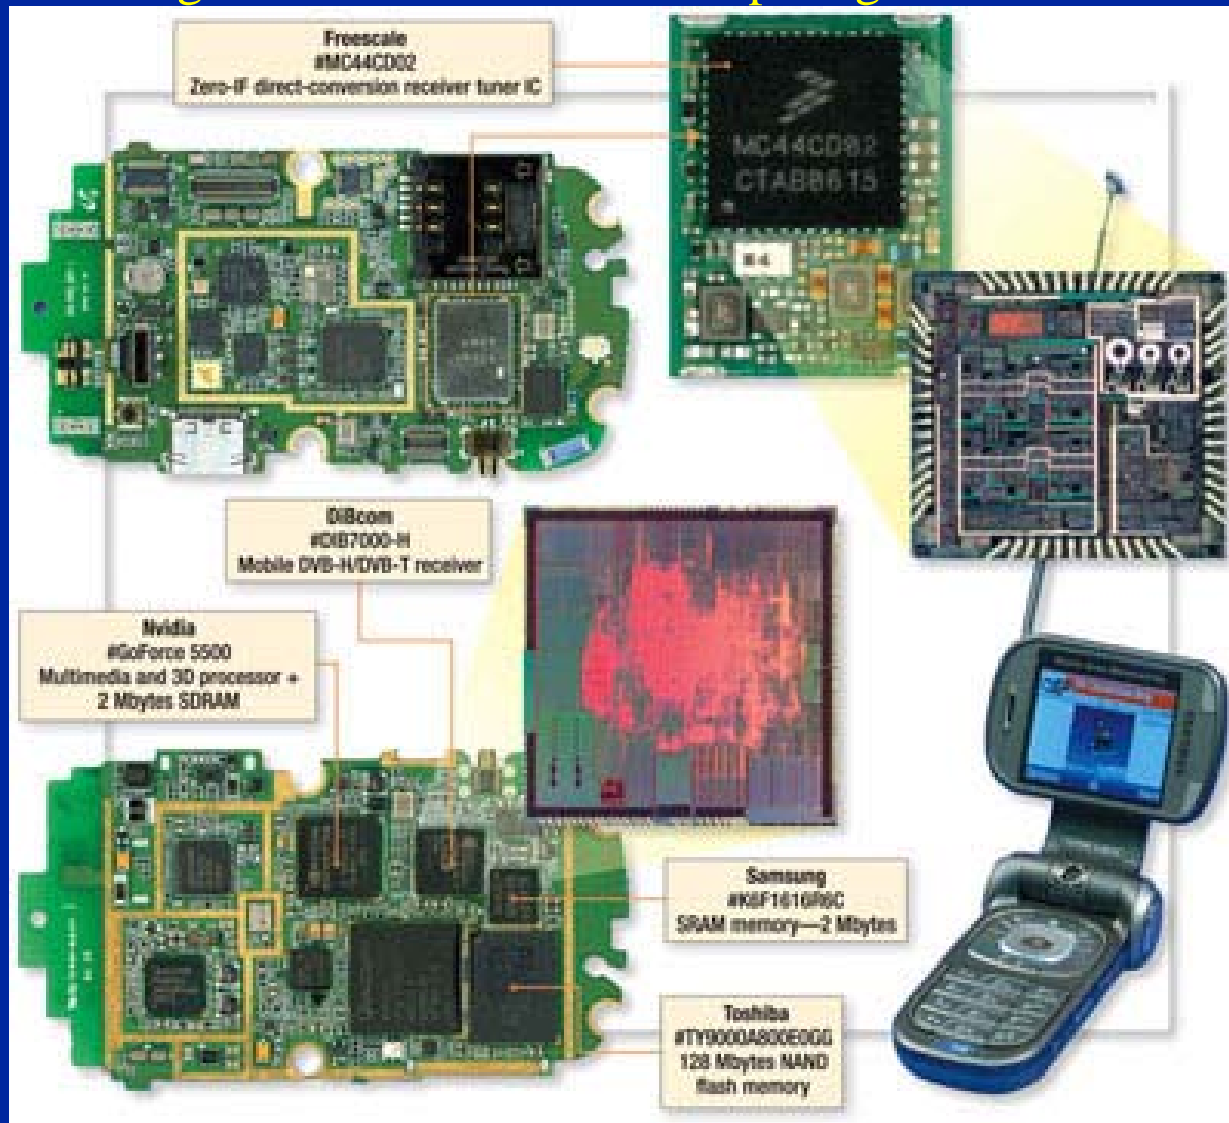 Freescale
#MC44CD02
Zero-IF direct-conversion receiver tuner IC
MC44CD02
CTAB8615
84
DiBcom
#DIB7000-H
Mobile DVB-H/DVB-T receiver
Nvidia
#GoForce 5500
Multimedia and 3D processor +
2 Mbytes SDRAM
Samsung
#K6F1616R6C
SRAM memory—2 Mbytes
Toshiba
#TY9000A800E0GG
128 Mbytes NAND
flash memory